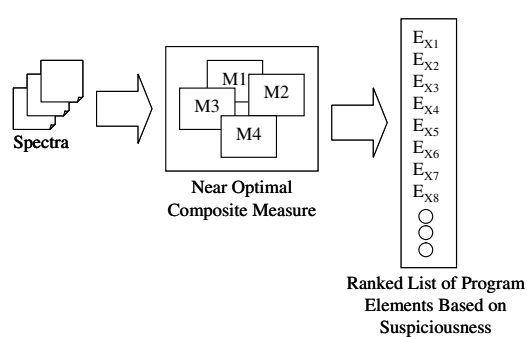 Spectra
M1
M2
M3
M4
Near Optimal
Composite Measure
EX1
EX2
EX3
EX4
EX5
EX6
EX7
EX8
Ranked List of Program
Elements Based on
Suspiciousness